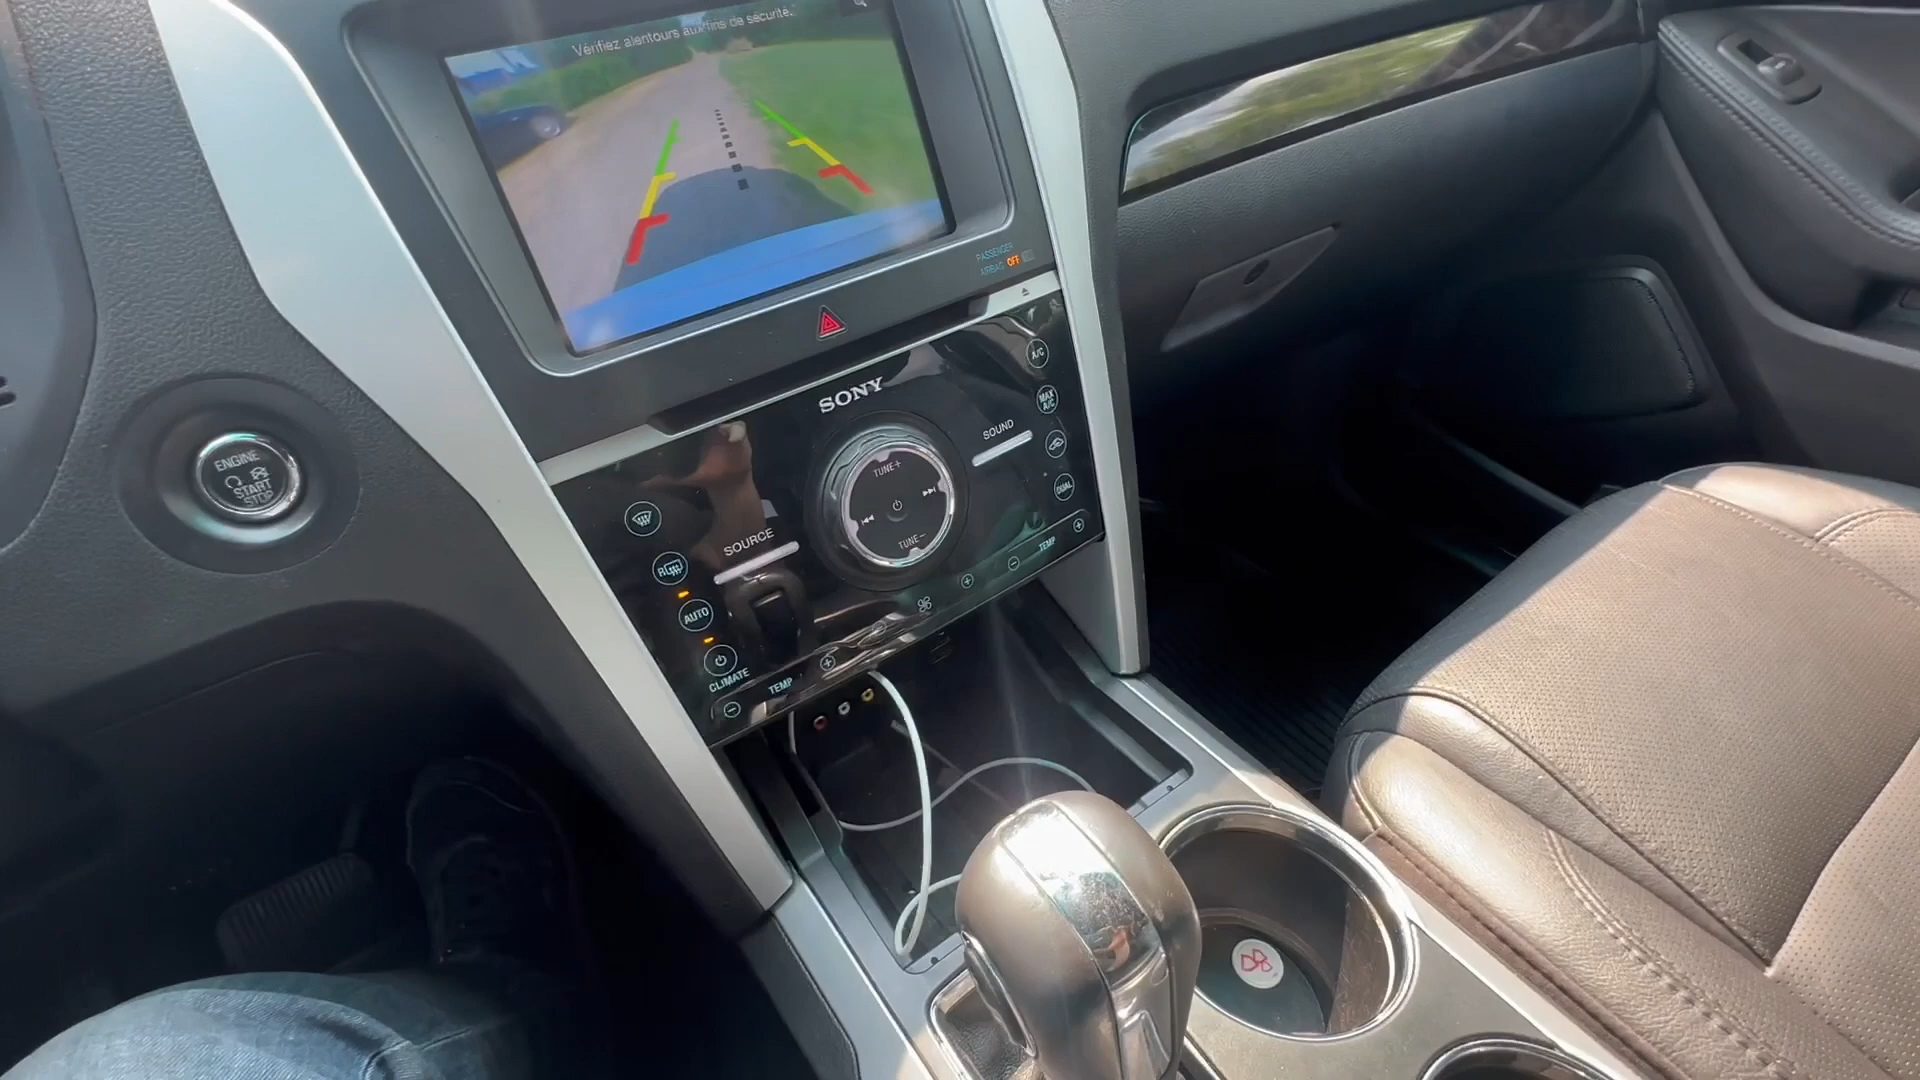 Vérifiez alentours aux fins de sécurité.
PASSENGER
AIRBAG OFF
SONY
A/C
MAX
A/C
SOUND
TUNE+
DUAL
ENGINE
START
STOP
SOURCE
TUNE-
TEMP
R
AUTO
CLIMATE
TEMP